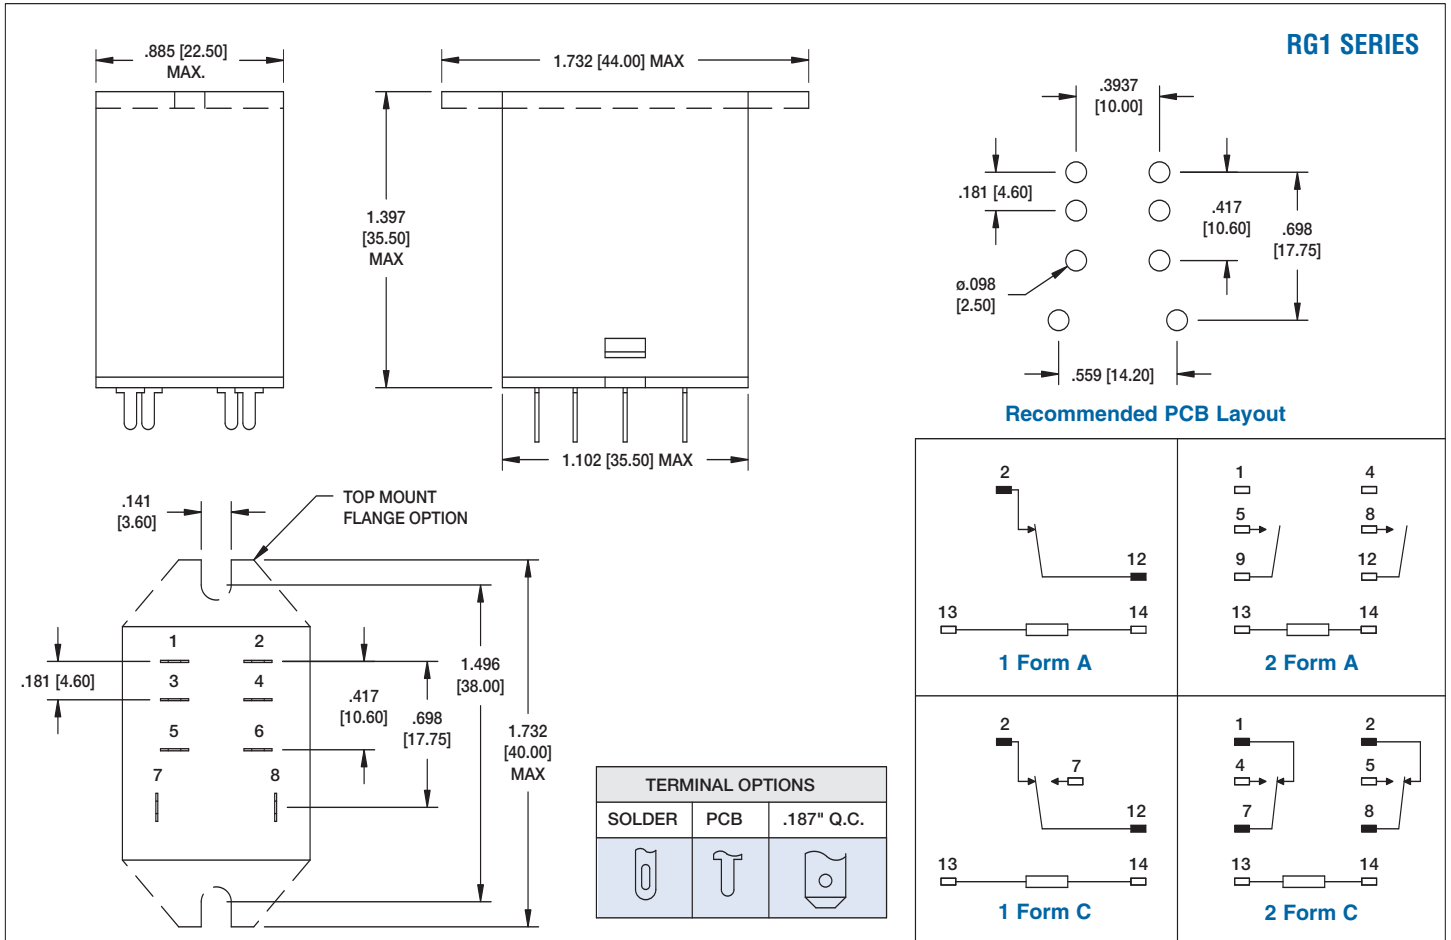 RG1 SERIES
.885 [22.50]
MAX.
1.732 [44.00] MAX
1.397
[35.50]
MAX
1.102 [35.50] MAX
.3937
[10.00]
.181 [4.60]
.417
[10.60]
.698
[17.75]
ø.098
[2.50]
.559 [14.20]
Recommended PCB Layout
.141
[3.60]
TOP MOUNT
FLANGE OPTION
1 2
3 4
5 6
7 8
.181 [4.60]
.417
[10.60]
.698
[17.75]
1.496
[38.00]
1.732
[40.00]
MAX
TERMINAL OPTIONS
SOLDER PCB .187" Q.C.
2
12
13 14
1 Form A
1 4
5 8
9 12
13 14
2 Form A
2
7
12
13 14
1 Form C
1 2
4 5
7 8
13 14
2 Form C